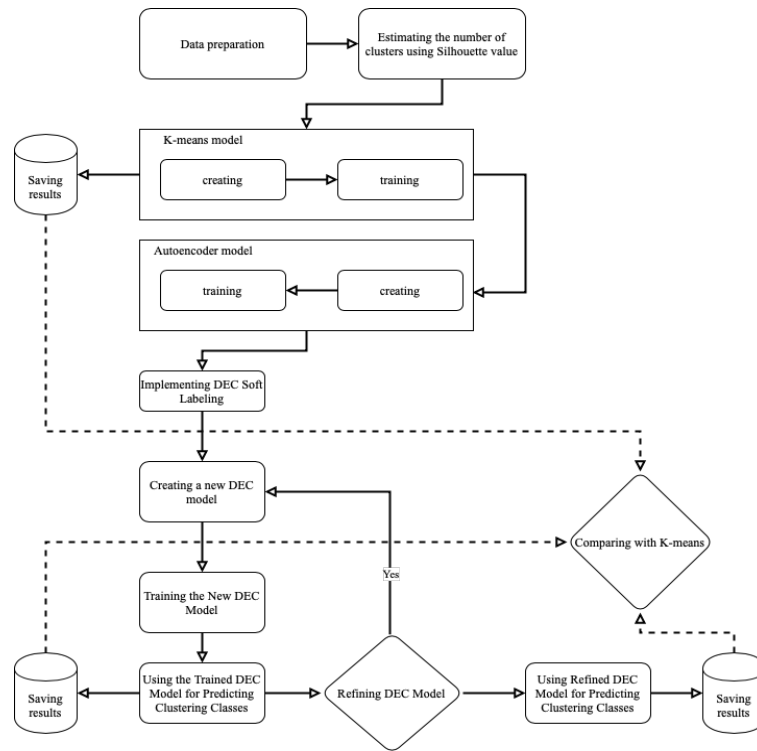 Data preparation
Estimating the number of
clusters using Silhouette value
K-means model
creating
training
Saving
results
Autoencoder model
training
creating
Implementing DEC Soft
Labeling
Creating a new DEC
model
Comparing with K-means
Yes
Training the New DEC
Model
Saving
results
Using the Trained DEC
Model for Predicting
Clustering Classes
Refining DEC Model
Using Refined DEC
Model for Predicting
Clustering Classes
Saving
results